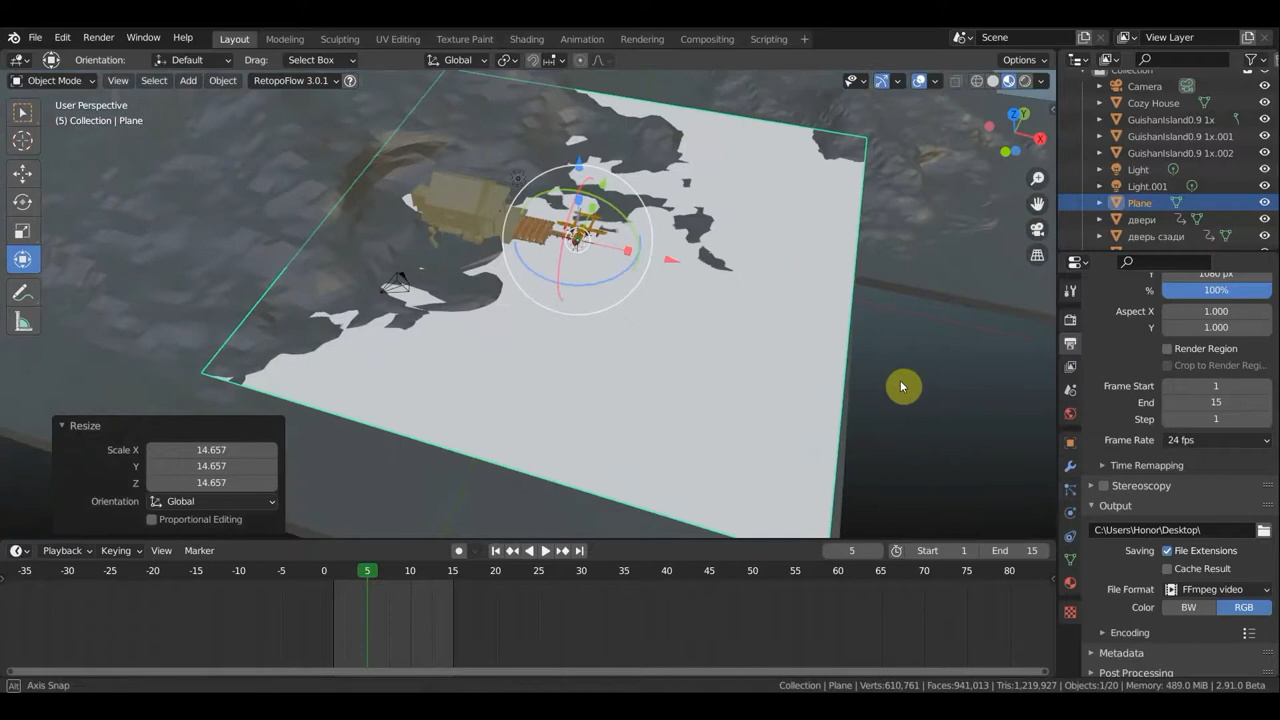 File Edit Render Window Help Layout Modeling Sculpting UV Editing Texture Paint Shading Animation Rendering Compositing Scripting + Scene View Layer
Orientation: Default Drag: Select Box Global Options
Object Mode View Select Add Object RetopoFlow 3.0.1
User Perspective
(5) Collection | Plane
Z
Y
X
Camera
Cozy House
GuishanIsland0.9 1x
GuishanIsland0.9 1x.001
GuishanIsland0.9 1x.002
Light
Light.001
Plane
двери
дверь сзади
% 100%
Aspect X 1.000
Y 1.000
Render Region
Crop to Render Regi...
Frame Start 1
End 15
Step 1
Frame Rate 24 fps
Time Remapping
Stereoscopy
Output
C:\Users\Honor\Desktop\
Saving File Extensions
Cache Result
File Format FFmpeg video
Color BW RGB
Encoding
Metadata
Post Processing
Resize
Scale X 14.657
Y 14.657
Z 14.657
Orientation Global
Proportional Editing
Playback Keying View Marker 5 Start 1 End 15
-35 -30 -25 -20 -15 -10 -5 0 5 10 15 20 25 30 35 40 45 50 55 60 65 70 75 80
Alt Axis Snap Collection | Plane | Verts:610,761 | Faces:941,013 | Tris:1,219,927 | Objects:1/20 | Memory: 489.0 MiB | 2.91.0 Beta